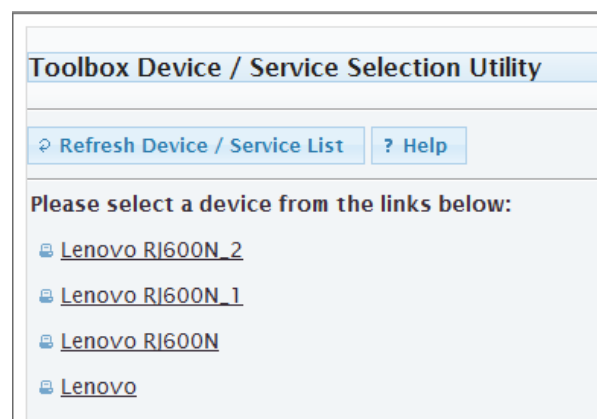 Toolbox Device / Service Selection Utility
Refresh Device / Service List ? Help
Please select a device from the links below:
Lenovo RJ600N_2
Lenovo RJ600N_1
Lenovo RJ600N
Lenovo